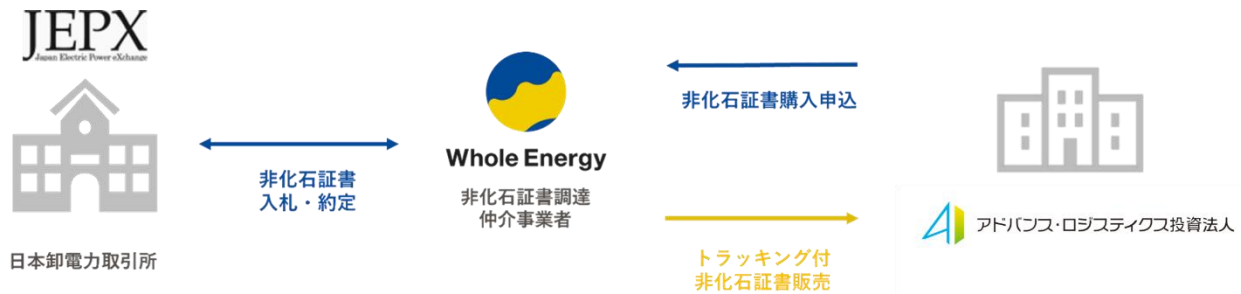 JEPX
Japan Electric Power eXchange
日本卸電力取引所
非化石証書
入札・約定
Whole Energy
非化石証書調達
仲介事業者
非化石証書購入申込
トラッキング付
非化石証書販売
アドバンス・ロジスティクス投資法人